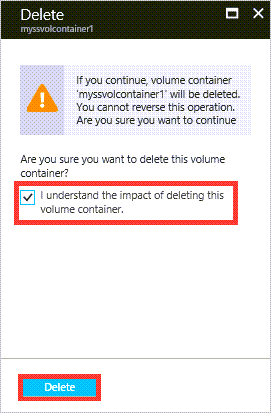 Delete
myssvolcontainer1
If you continue, volume container
'myssvolcontainer1' will be deleted.
You cannot reverse this operation.
Are you sure you want to continue
Are you sure you want to delete this volume
container?
I understand the impact of deleting this
volume container.
Delete